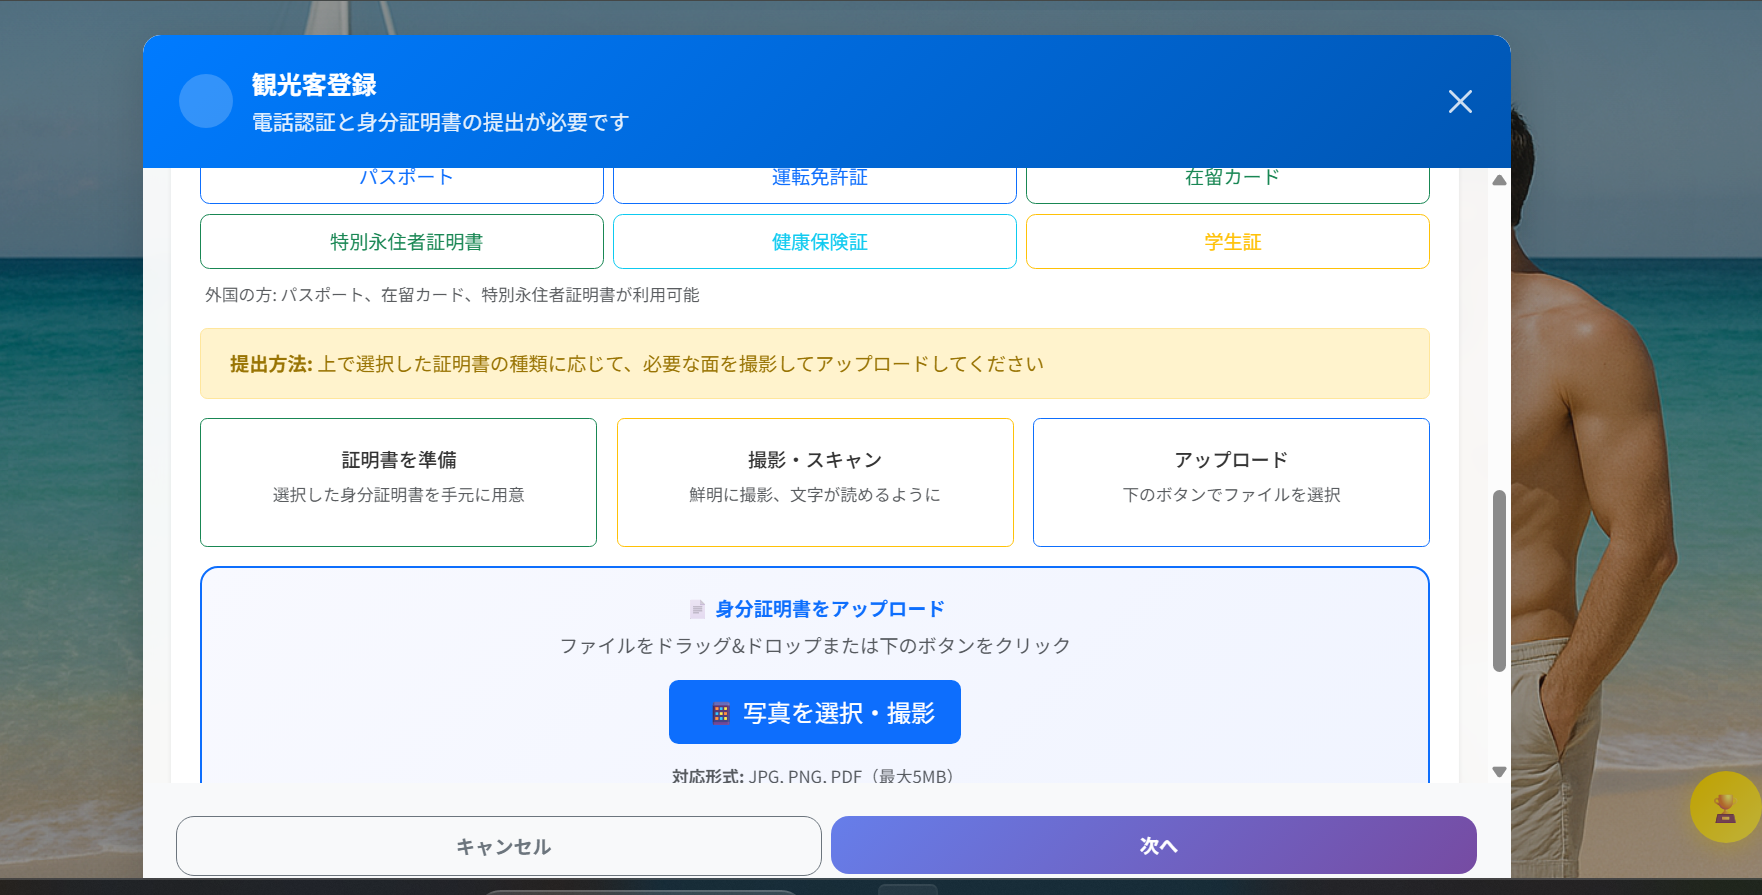 観光客登録
電話認証と身分証明書の提出が必要です
パスポート
運転免許証
在留カード
特別永住者証明書
健康保険証
学生証
外国の方: パスポート、在留カード、特別永住者証明書が利用可能
提出方法: 上で選択した証明書の種類に応じて、必要な面を撮影してアップロードしてください
証明書を準備
選択した身分証明書を手元に用意
撮影・スキャン
鮮明に撮影、文字が読めるように
アップロード
下のボタンでファイルを選択
身分証明書をアップロード
ファイルをドラッグ&ドロップまたは下のボタンをクリック
写真を選択・撮影
対応形式: JPG, PNG, PDF（最大5MB）
キャンセル
次へ